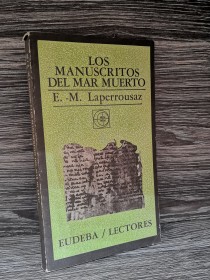 LOS
MANUSCRITOS
DEL MAR MUERTO
E. -M. Laperrousaz
EUDEBA / LECTORES